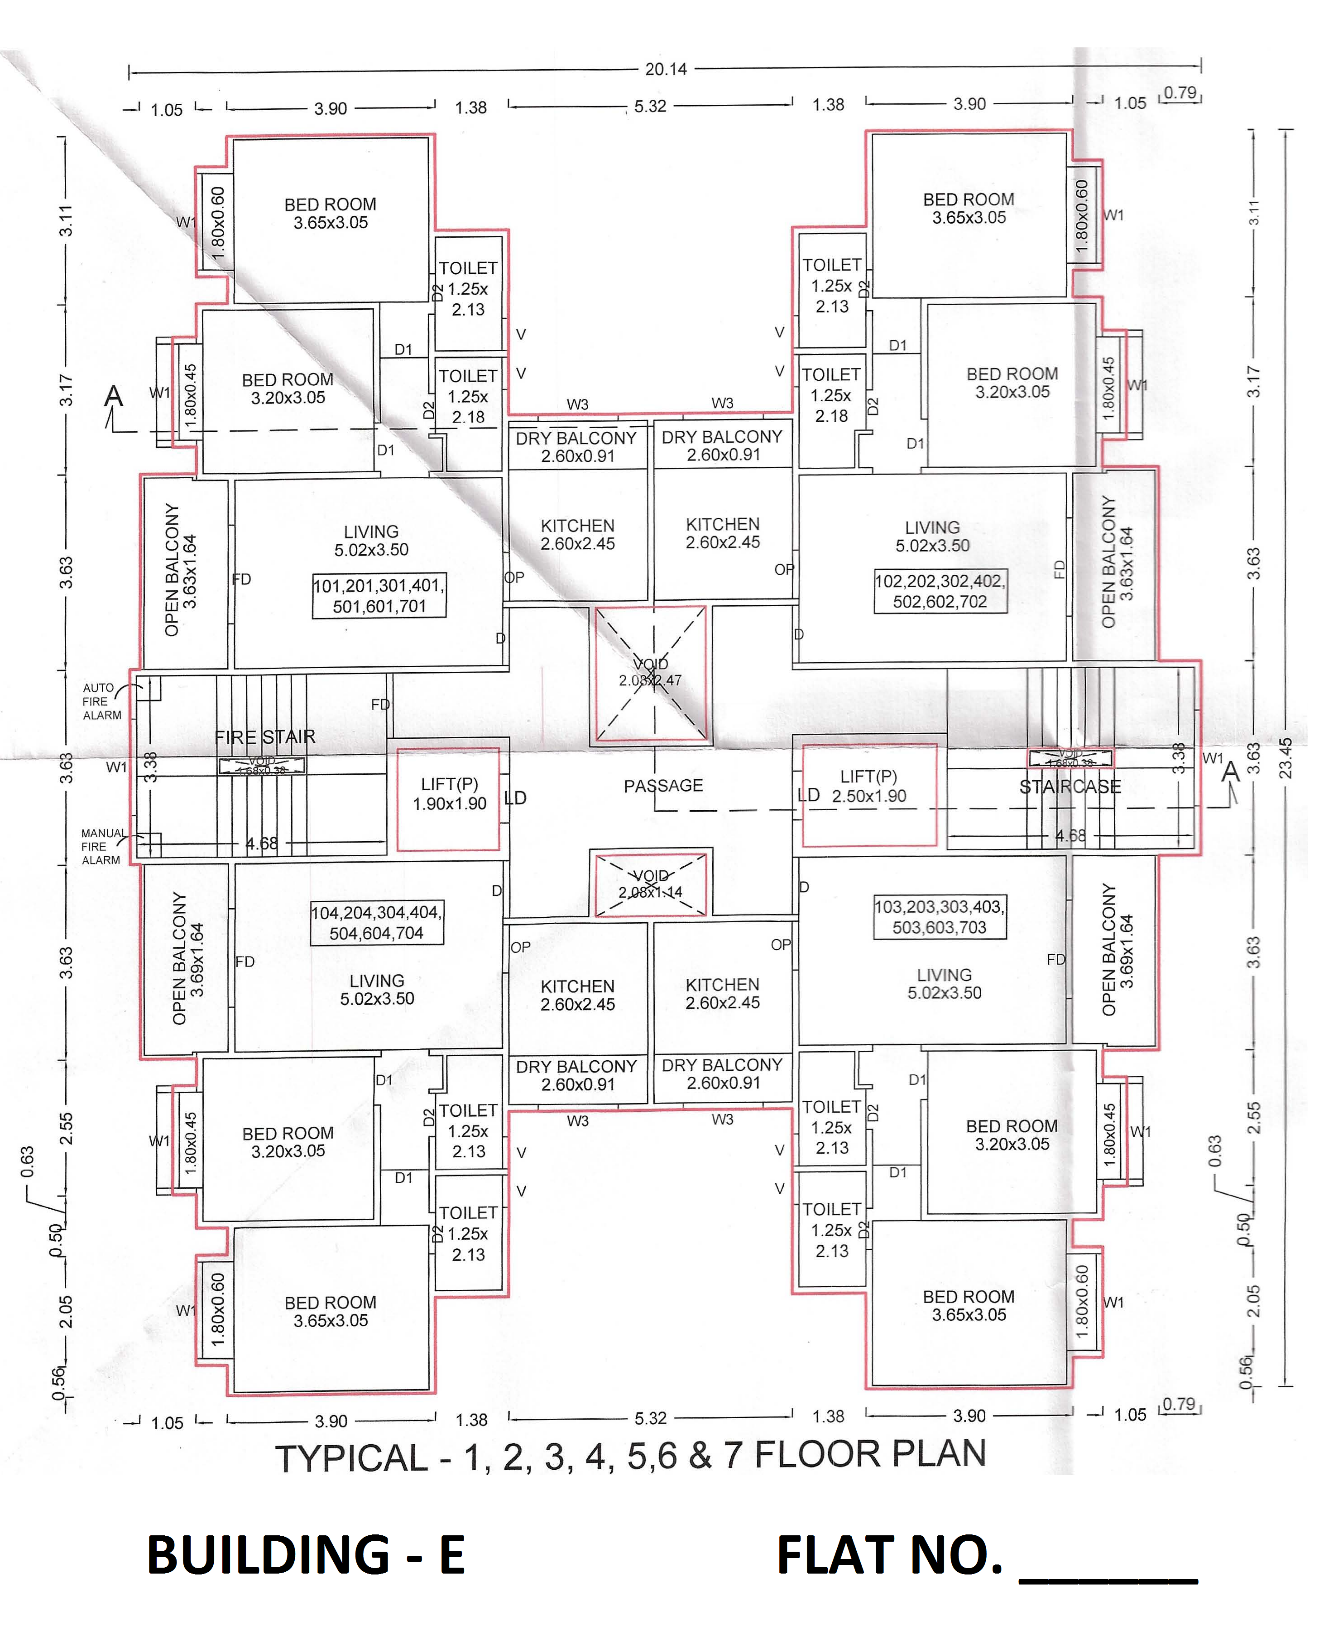 20.14
1.05 3.90 1.38 5.32 1.38 3.90 1.05 0.79
BED ROOM
3.65x3.05
1.80x0.60
W1
3.11
TOILET
1.25x
2.13
D2
V
BED ROOM
3.65x3.05
1.80x0.60
W1
3.11
TOILET
1.25x
2.13
D2
V
BED ROOM
3.20x3.05
1.80x0.45
W1
3.17
A
D1
D1
TOILET
1.25x
2.18
D2
V
W3
W3
BED ROOM
3.20x3.05
1.80x0.45
W1
3.17
D1
D1
TOILET
1.25x
2.18
D2
V
DRY BALCONY
2.60x0.91
DRY BALCONY
2.60x0.91
OPEN BALCONY
3.63x1.64
3.63
FD
LIVING
5.02x3.50
101,201,301,401,
501,601,701
D
OP
KITCHEN
2.60x2.45
KITCHEN
2.60x2.45
OP
LIVING
5.02x3.50
102,202,302,402,
502,602,702
D
FD
OPEN BALCONY
3.63x1.64
3.63
VOID
2.08x2.47
AUTO
FIRE
ALARM
FD
FIRE STAIR
VOID
1.68x0.38
3.38
3.63
W1
MANUAL
FIRE
ALARM
4.68
LIFT(P)
1.90x1.90
LD
PASSAGE
LD
LIFT(P)
2.50x1.90
VOID
1.68x0.38
STAIRCASE
4.68
3.38
W1
3.63
A
23.45
VOID
2.08x1.14
OPEN BALCONY
3.69x1.64
3.63
FD
104,204,304,404,
504,604,704
LIVING
5.02x3.50
D
OP
KITCHEN
2.60x2.45
KITCHEN
2.60x2.45
OP
D
103,203,303,403,
503,603,703
LIVING
5.02x3.50
FD
OPEN BALCONY
3.69x1.64
3.63
DRY BALCONY
2.60x0.91
DRY BALCONY
2.60x0.91
W3
W3
BED ROOM
3.20x3.05
1.80x0.45
W1
2.55
D1
D1
TOILET
1.25x
2.13
D2
V
BED ROOM
3.20x3.05
1.80x0.45
W1
2.55
D1
D1
TOILET
1.25x
2.13
D2
V
0.63
0.50
0.63
0.50
BED ROOM
3.65x3.05
1.80x0.60
W1
2.05
TOILET
1.25x
2.13
D2
V
BED ROOM
3.65x3.05
1.80x0.60
W1
2.05
TOILET
1.25x
2.13
D2
V
0.56
0.56
1.05 3.90 1.38 5.32 1.38 3.90 1.05 0.79
TYPICAL - 1, 2, 3, 4, 5,6 & 7 FLOOR PLAN
BUILDING - E FLAT NO. ______